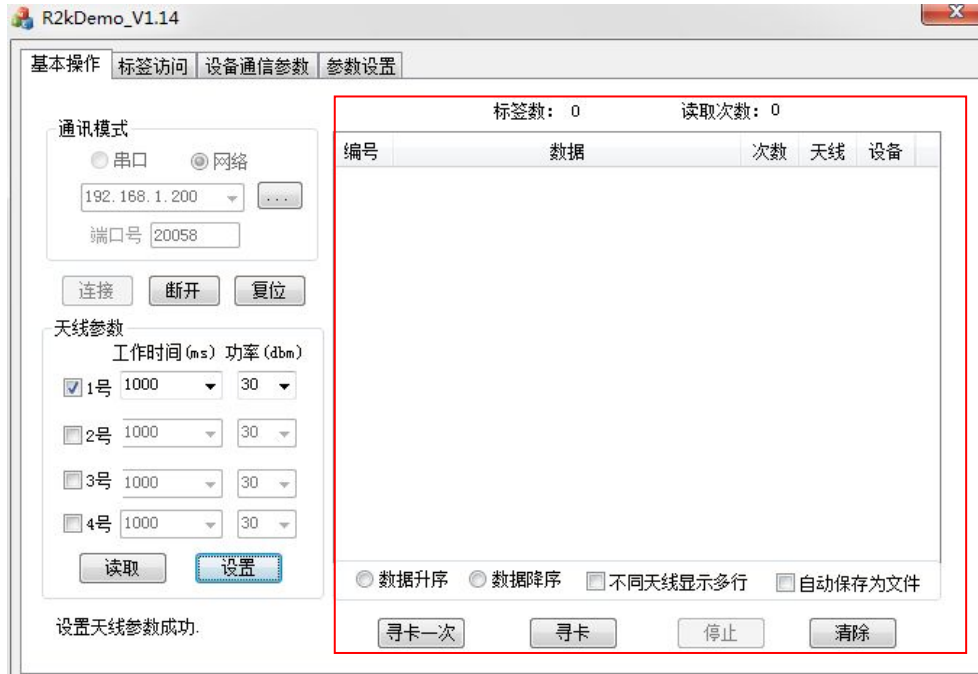 R2kDemo_V1.14
基本操作 标签访问 设备通信参数 参数设置
标签数: 0 读取次数: 0
通讯模式
串口 网络
192.168.1.200 ...
端口号 20058
连接 断开 复位
天线参数
工作时间(ms) 功率(dbm)
1号 1000 30
2号 1000 30
3号 1000 30
4号 1000 30
读取 设置
设置天线参数成功.
编号 数据 次数 天线 设备
数据升序 数据降序 不同天线显示多行 自动保存为文件
寻卡一次 寻卡 停止 清除